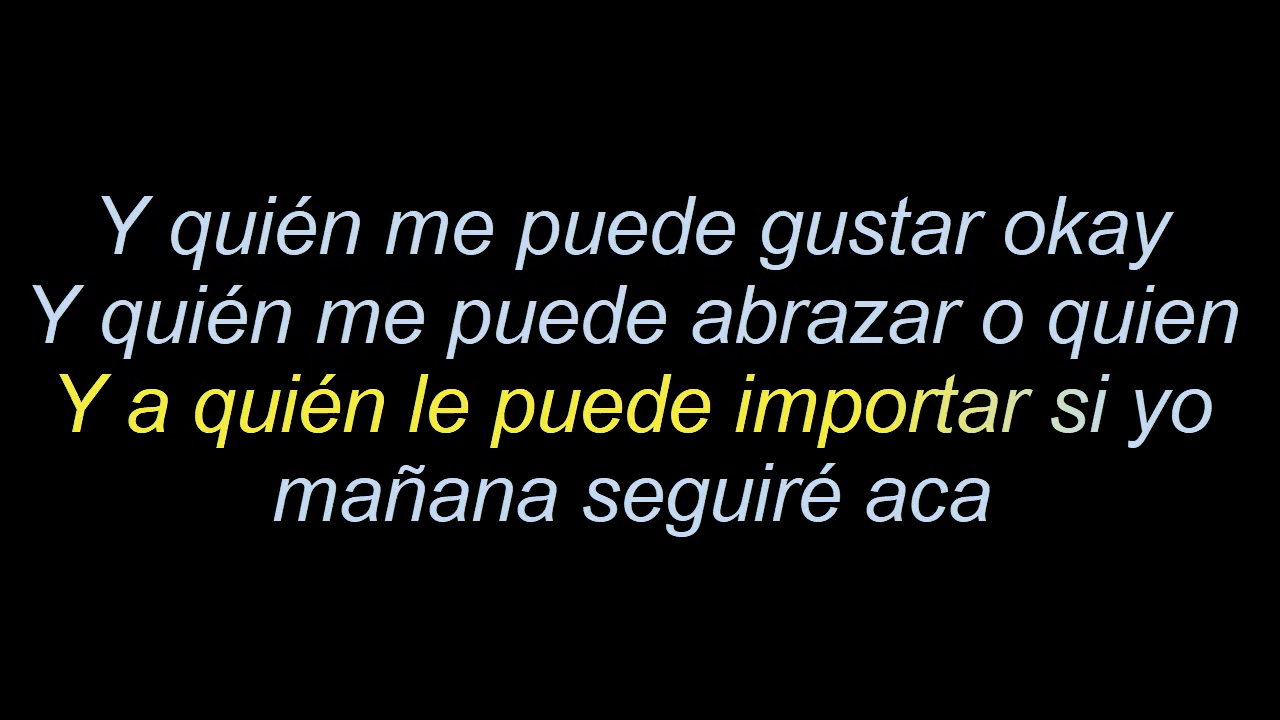 Y quién me puede gustar okay
Y quién me puede abrazar o quien
Y a quién le puede importar si yo
mañana seguiré aca